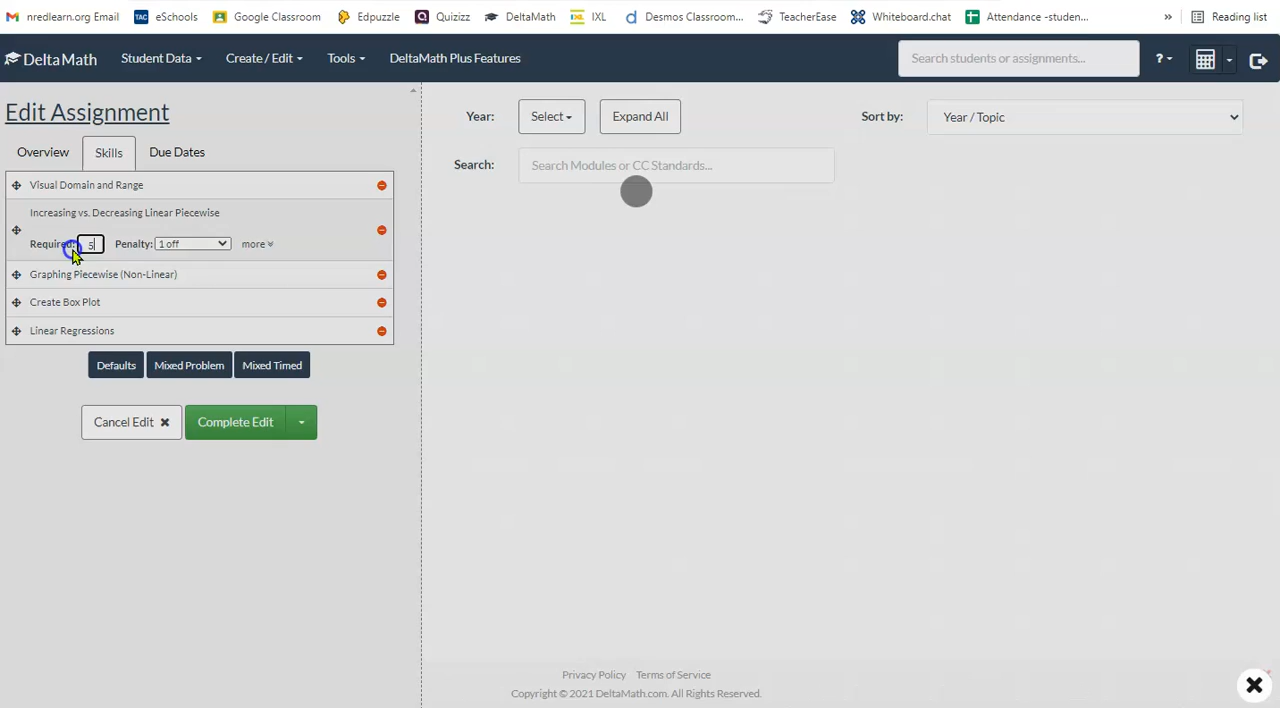 nredlearn.org Email eSchools Google Classroom Edpuzzle Quizizz DeltaMath IXL Desmos Classroom... TeacherEase Whiteboard.chat Attendance -studen... » Reading list
DeltaMath Student Data Create / Edit Tools DeltaMath Plus Features Search students or assignments... ?
Edit Assignment
Overview Skills Due Dates
Visual Domain and Range
Increasing vs. Decreasing Linear Piecewise
Required: 5 Penalty: 1 off more
Graphing Piecewise (Non-Linear)
Create Box Plot
Linear Regressions
Defaults Mixed Problem Mixed Timed
Cancel Edit Complete Edit
Year: Select Expand All Sort by: Year / Topic
Search: Search Modules or CC Standards...
Privacy Policy Terms of Service
Copyright © 2021 DeltaMath.com. All Rights Reserved.